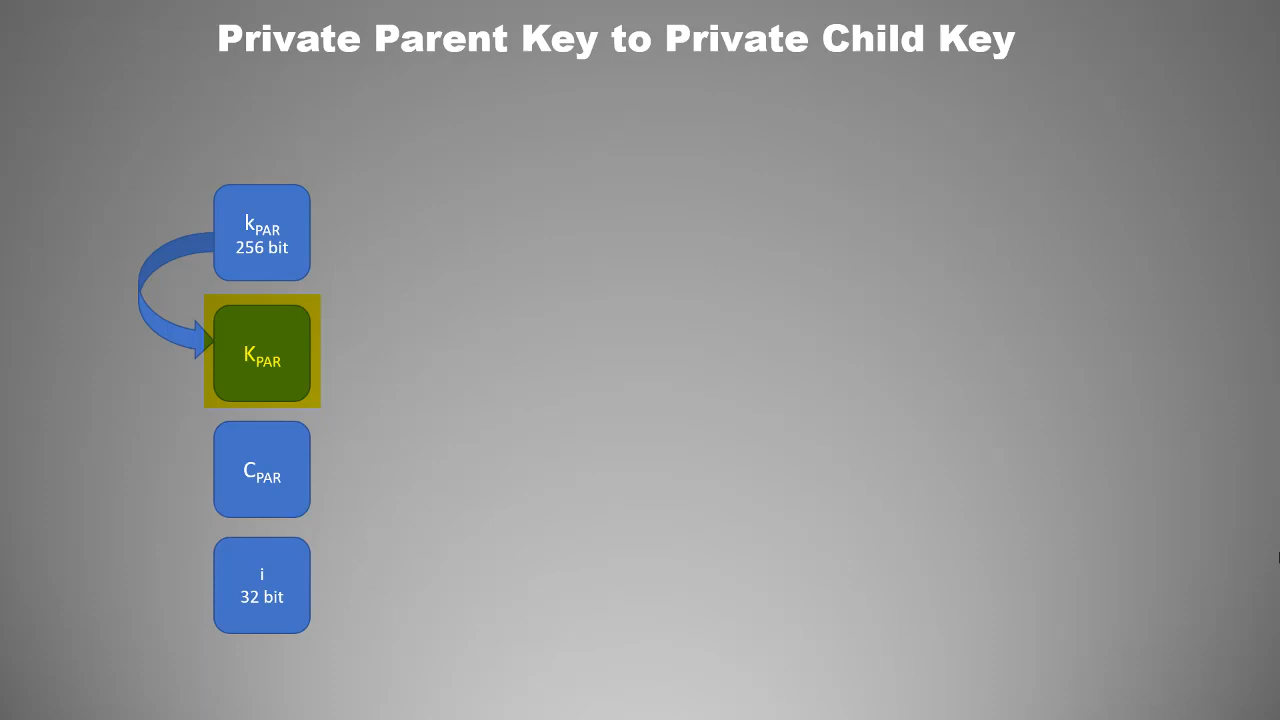 Private Parent Key to Private Child Key
kPAR
256 bit
KPAR
CPAR
i
32 bit